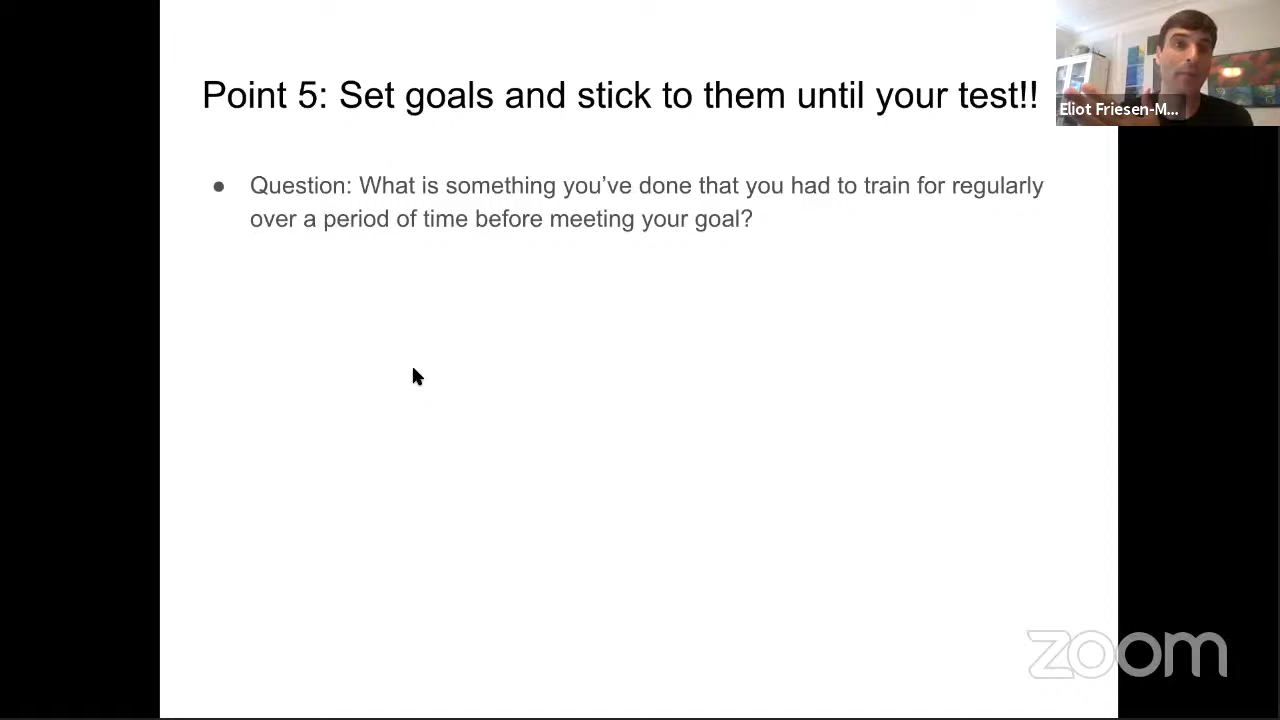 Point 5: Set goals and stick to them until your test!!
Eliot Friesen-M...
● Question: What is something you’ve done that you had to train for regularly
over a period of time before meeting your goal?
zoom